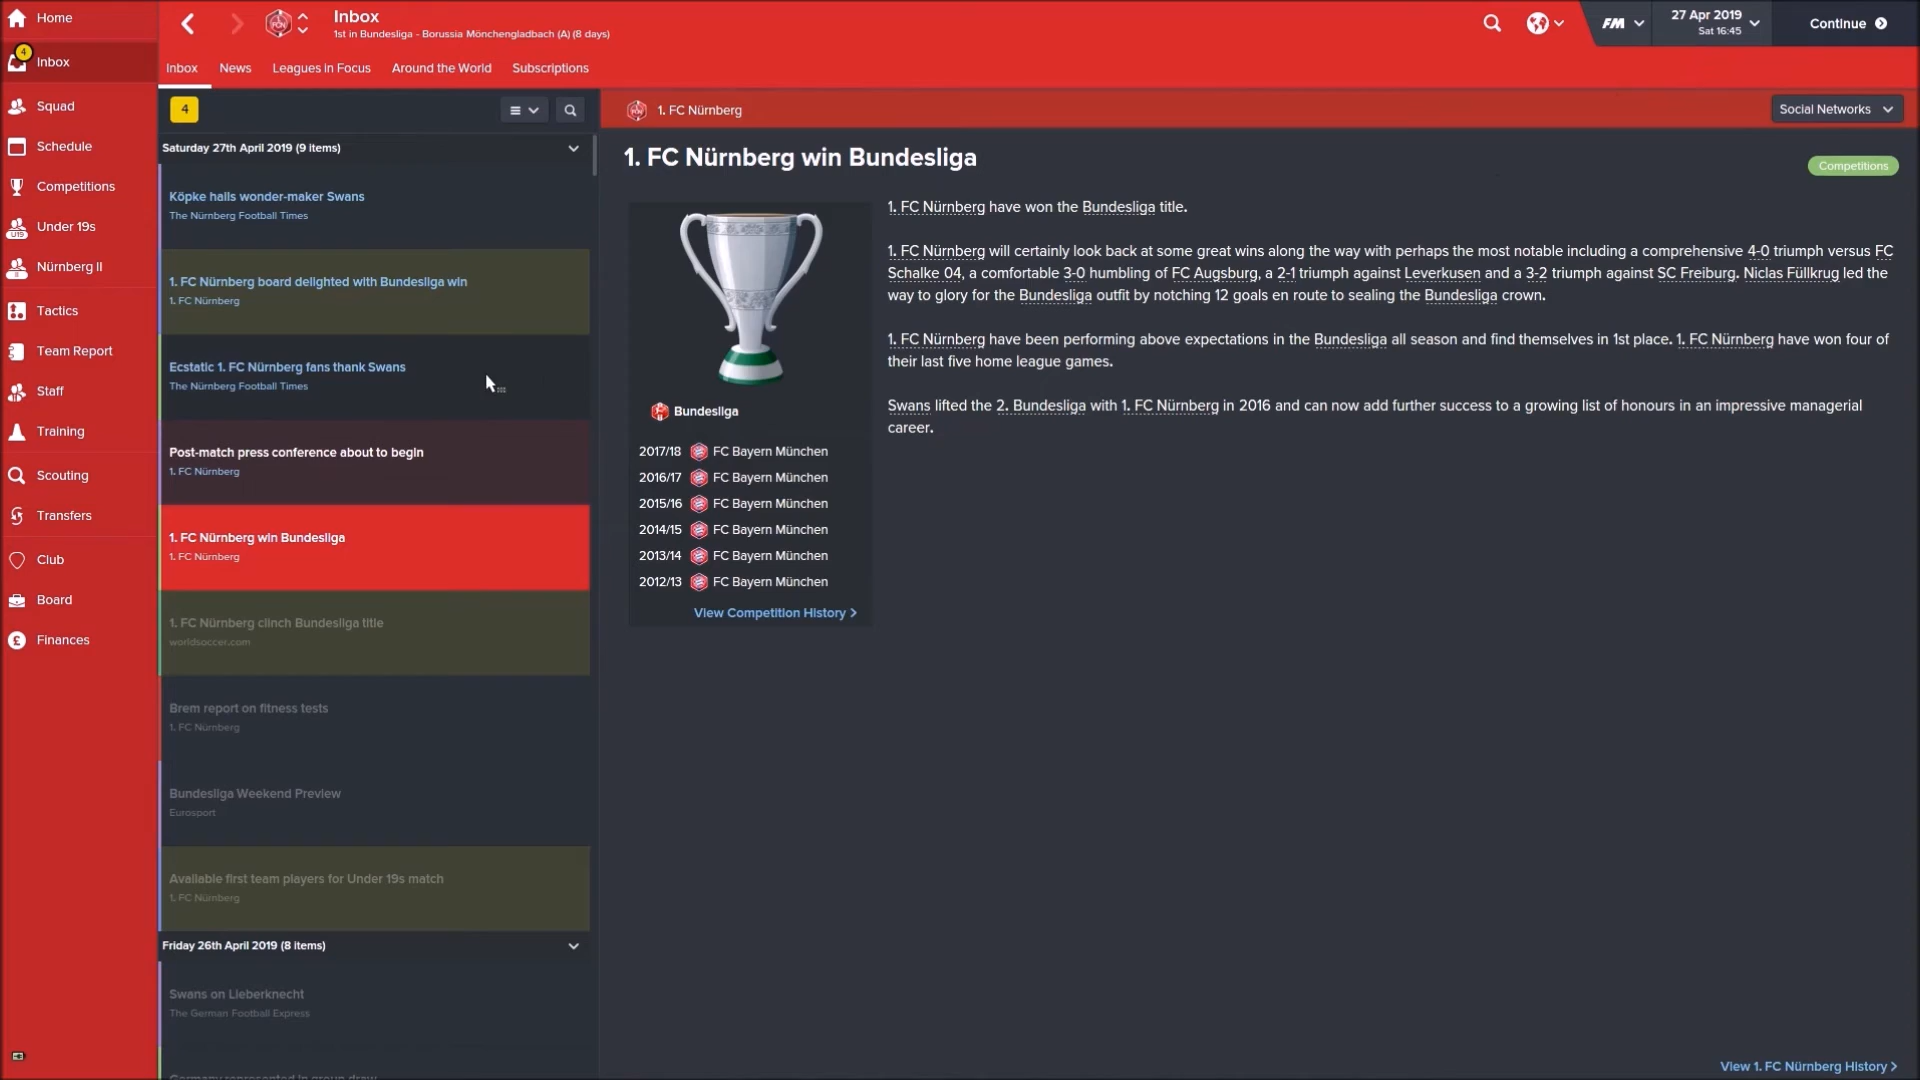 Home
4
Inbox
Squad
Schedule
Competitions
U19
Under 19s
II
Nürnberg II
Tactics
Team Report
Staff
Training
Scouting
Transfers
Club
Board
Finances
Inbox
1st in Bundesliga - Borussia Mönchengladbach (A) (8 days)
FM
27 Apr 2019
Sat 16:45
Continue
Inbox
News
Leagues in Focus
Around the World
Subscriptions
4
Saturday 27th April 2019 (9 items)
Köpke hails wonder-maker Swans
The Nürnberg Football Times
1. FC Nürnberg board delighted with Bundesliga win
1. FC Nürnberg
Ecstatic 1. FC Nürnberg fans thank Swans
The Nürnberg Football Times
Post-match press conference about to begin
1. FC Nürnberg
1. FC Nürnberg win Bundesliga
1. FC Nürnberg
1. FC Nürnberg clinch Bundesliga title
worldsoccer.com
Brem report on fitness tests
1. FC Nürnberg
Bundesliga Weekend Preview
Eurosport
Available first team players for Under 19s match
1. FC Nürnberg
Friday 26th April 2019 (8 items)
Swans on Lieberknecht
The German Football Express
Germany represented in group draw
1. FC Nürnberg
Social Networks
1. FC Nürnberg win Bundesliga
Competitions
1. FC Nürnberg have won the Bundesliga title.
1. FC Nürnberg will certainly look back at some great wins along the way with perhaps the most notable including a comprehensive 4-0 triumph versus FC
Schalke 04, a comfortable 3-0 humbling of FC Augsburg, a 2-1 triumph against Leverkusen and a 3-2 triumph against SC Freiburg. Niclas Füllkrug led the
way to glory for the Bundesliga outfit by notching 12 goals en route to sealing the Bundesliga crown.
1. FC Nürnberg have been performing above expectations in the Bundesliga all season and find themselves in 1st place. 1. FC Nürnberg have won four of
their last five home league games.
Swans lifted the 2. Bundesliga with 1. FC Nürnberg in 2016 and can now add further success to a growing list of honours in an impressive managerial
career.
Bundesliga
2017/18 FC Bayern München
2016/17 FC Bayern München
2015/16 FC Bayern München
2014/15 FC Bayern München
2013/14 FC Bayern München
2012/13 FC Bayern München
View Competition History >
View 1. FC Nürnberg History >